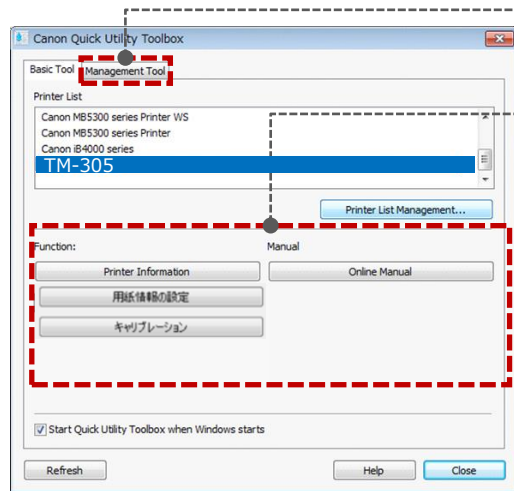 Canon Quick Utility Toolbox
Basic Tool Management Tool
Printer List
Canon MB5300 series Printer WS
Canon MB5300 series Printer
Canon iB4000 series
TM-305
Printer List Management...
Function: Manual
Printer Information Online Manual
用紙情報の設定
キャリブレーション
Start Quick Utility Toolbox when Windows starts
Refresh Help Close